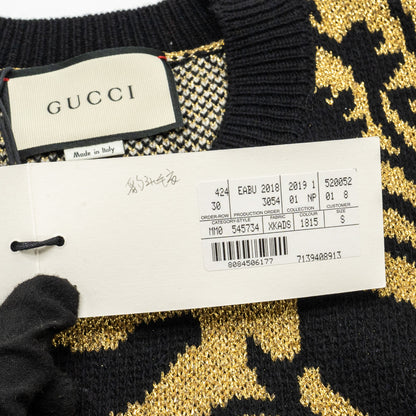 GUCCI
Made in Italy
424 EABU 2018 2019 1 520052
30 3054 01 NP 01 8
ORDER-ROW PRODUCTION ORDER COLLECTION CUSTOMER
CATEGORY-STYLE FABRIC COLOUR SIZE
MM0 545734 XKADS 1815 S
8084506177 7139408913